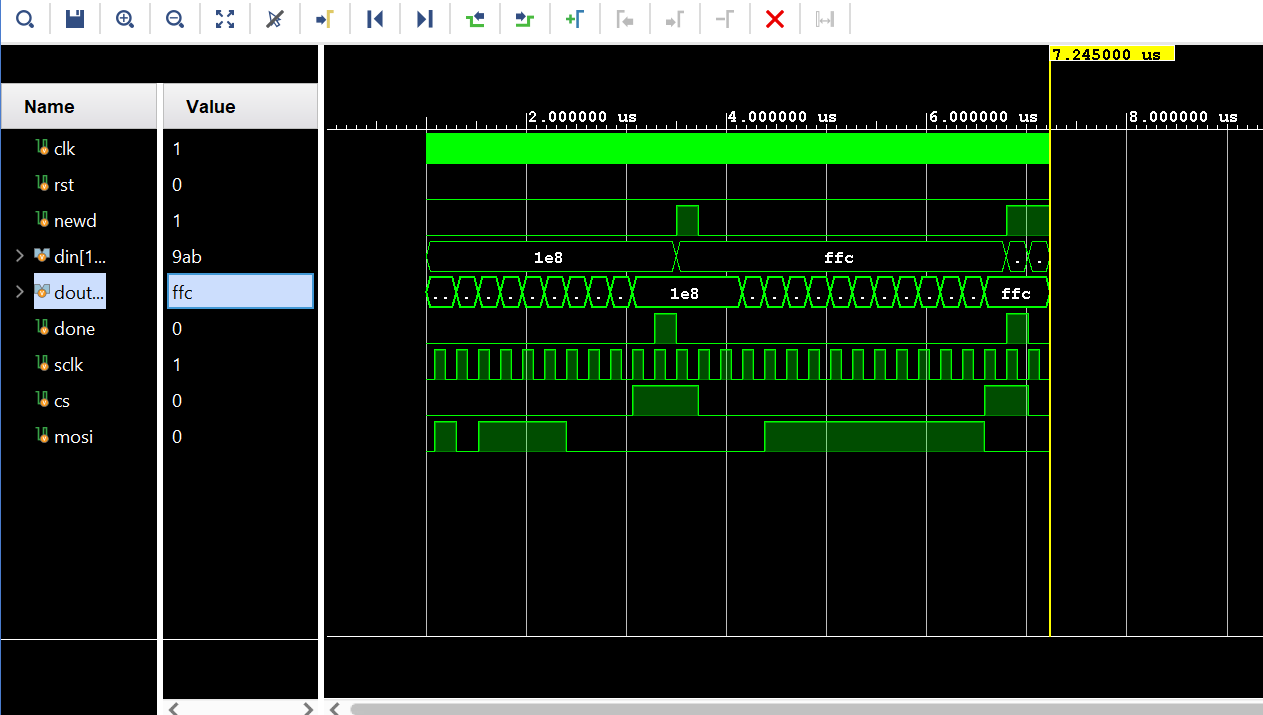 7.245000 us
Name Value
2.000000 us 4.000000 us 6.000000 us 8.000000 us
clk 1
rst 0
newd 1
din[1... 9ab 1e8 ffc . .
dout... ffc .. . . . . . . . 1e8 . . . . . . . . . . . ffc
done 0
sclk 1
cs 0
mosi 0